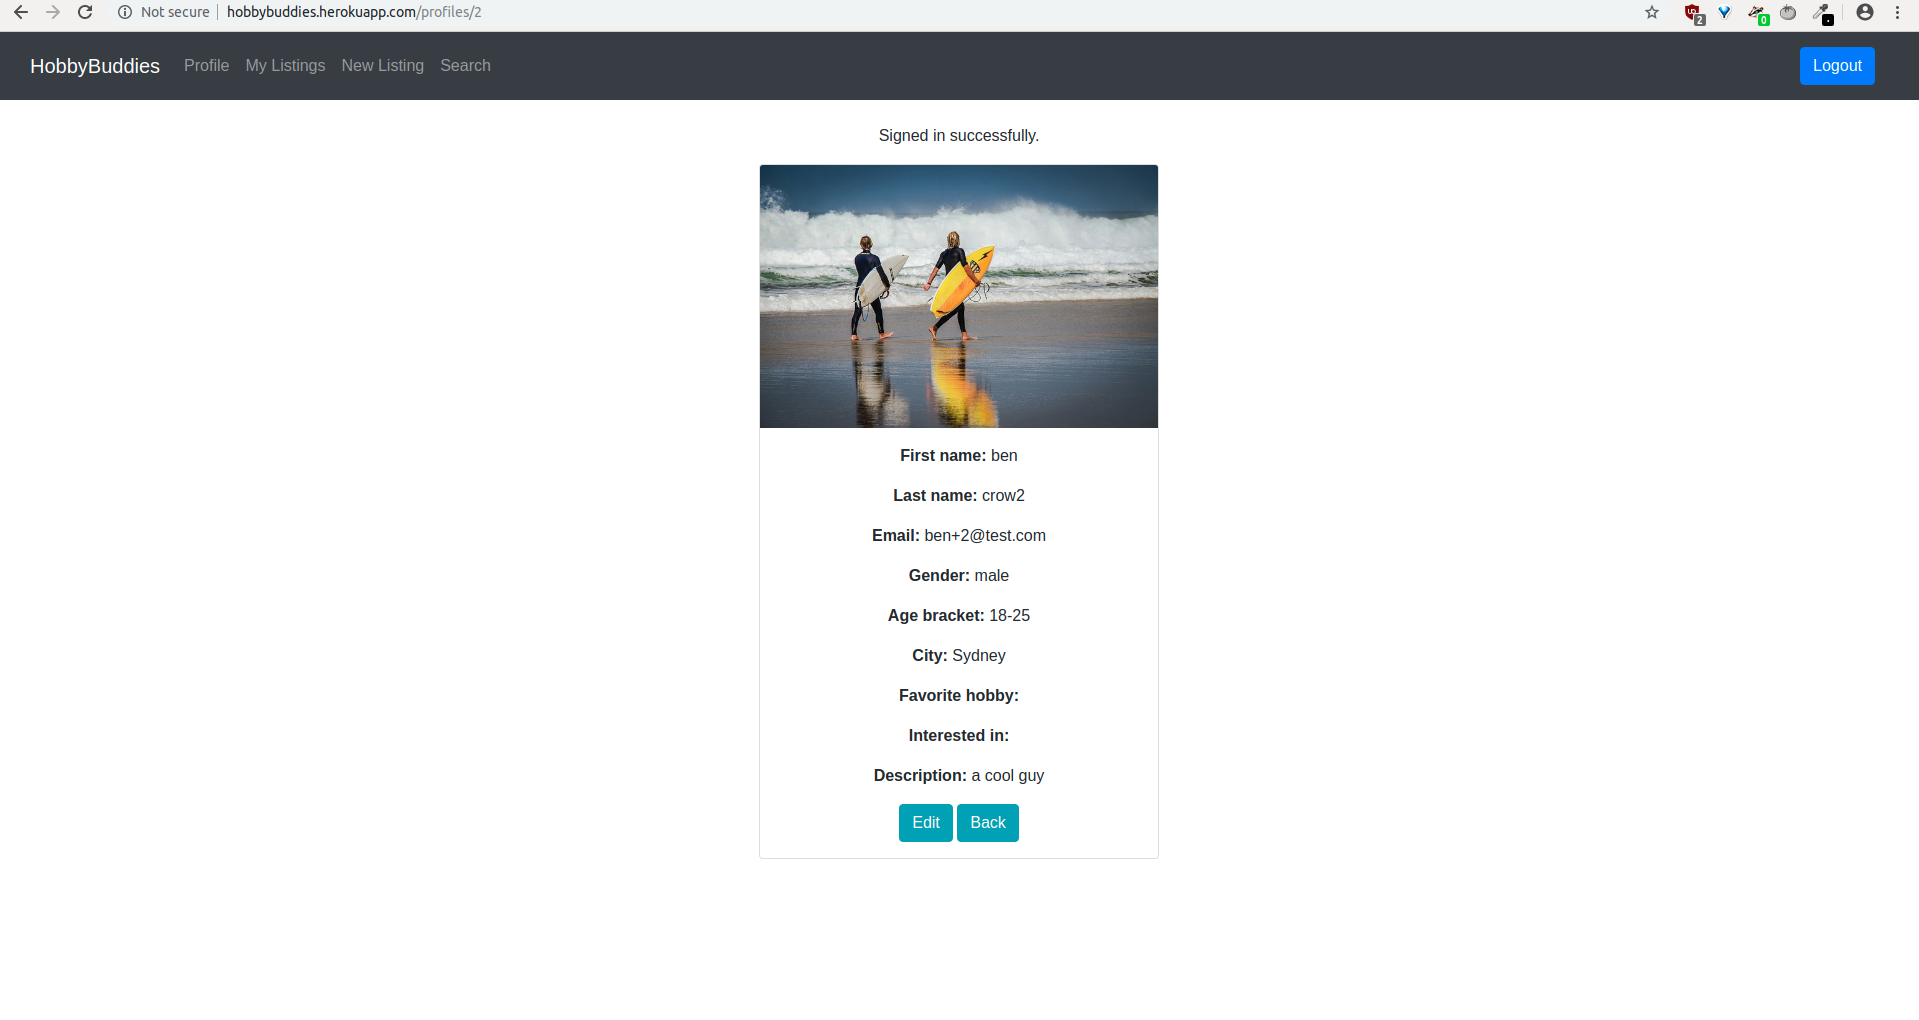 Not secure hobbybuddies.herokuapp.com/profiles/2
2 0
HobbyBuddies Profile My Listings New Listing Search Logout
Signed in successfully.
First name: ben
Last name: crow2
Email: ben+2@test.com
Gender: male
Age bracket: 18-25
City: Sydney
Favorite hobby:
Interested in:
Description: a cool guy
Edit Back